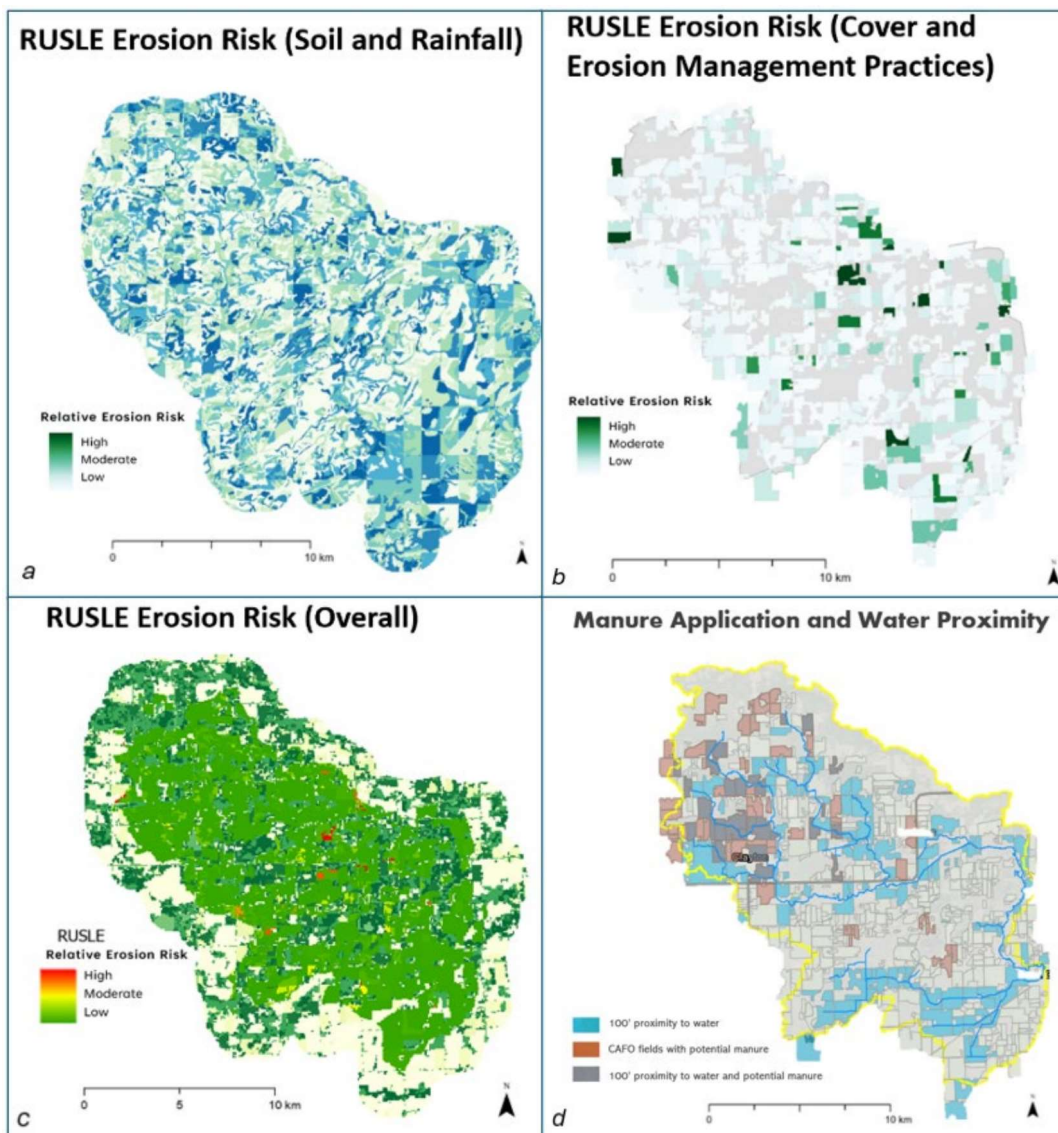 RUSLE Erosion Risk (Soil and Rainfall)
Relative Erosion Risk
High
Moderate
Low
0
10 km
N
a
RUSLE Erosion Risk (Cover and
Erosion Management Practices)
Relative Erosion Risk
High
Moderate
Low
0
10 km
N
b
RUSLE Erosion Risk (Overall)
RUSLE
Relative Erosion Risk
High
Moderate
Low
0
5
10 km
N
c
Manure Application and Water Proximity
100' proximity to water
CAFO fields with potential manure
100' proximity to water and potential manure
0
10 km
N
d